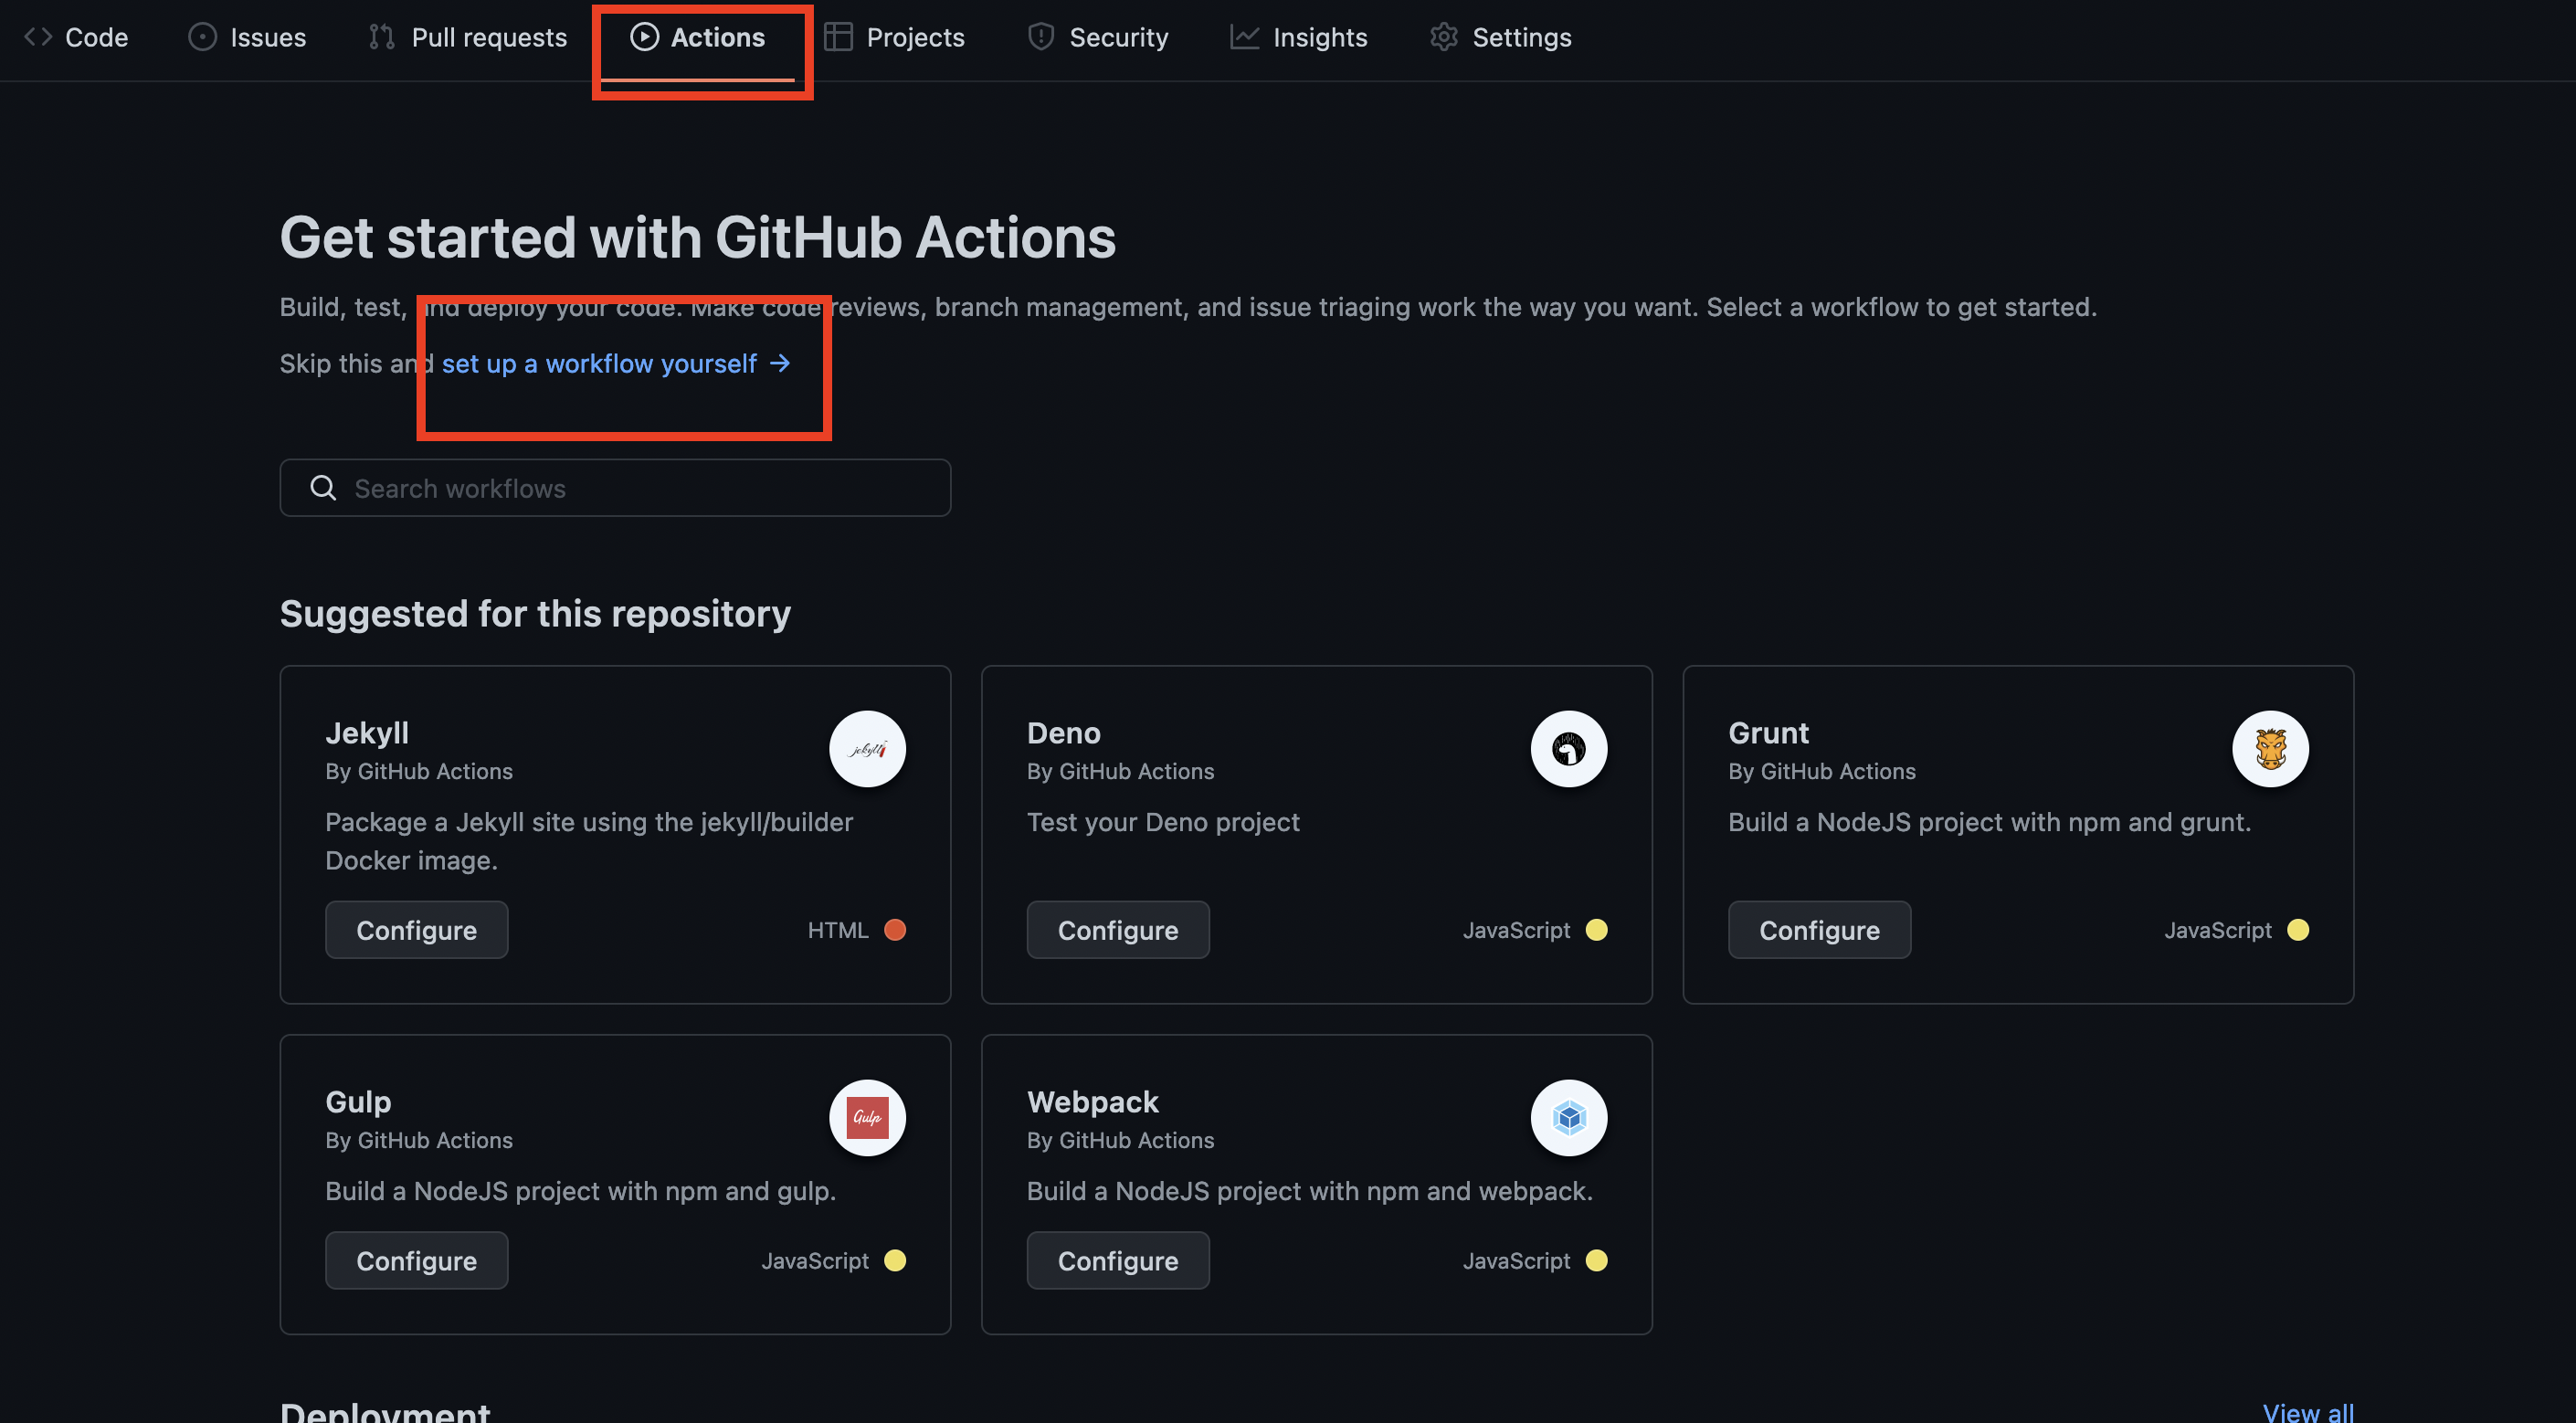 Code Issues Pull requests Actions Projects Security Insights Settings
Get started with GitHub Actions
Build, test, and deploy your code. Make code reviews, branch management, and issue triaging work the way you want. Select a workflow to get started.
Skip this and set up a workflow yourself →
Search workflows
Suggested for this repository
Jekyll
By GitHub Actions
jekyll
Package a Jekyll site using the jekyll/builder
Docker image.
Configure
HTML
Deno
By GitHub Actions
Test your Deno project
Configure
JavaScript
Grunt
By GitHub Actions
Build a NodeJS project with npm and grunt.
Configure
JavaScript
Gulp
By GitHub Actions
Gulp
Build a NodeJS project with npm and gulp.
Configure
JavaScript
Webpack
By GitHub Actions
Build a NodeJS project with npm and webpack.
Configure
JavaScript
Deployment
View all